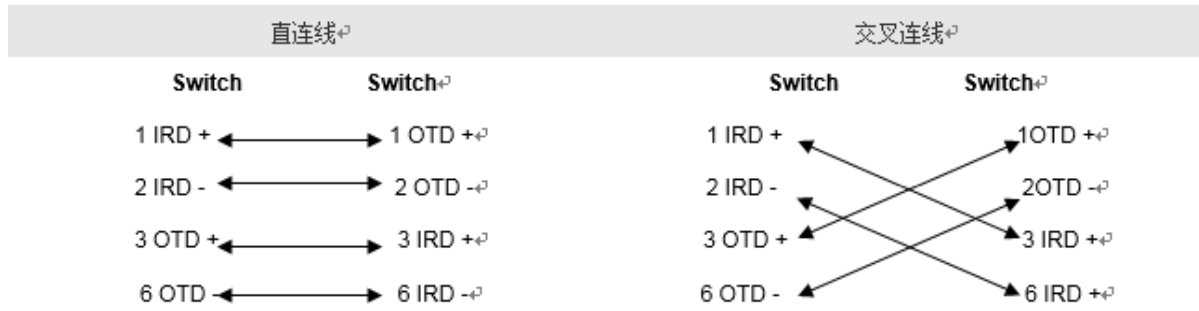 直连线 交叉连线
Switch Switch Switch Switch
1 IRD + 1 OTD + 1 IRD + 1OTD +
2 IRD - 2 OTD - 2 IRD - 2OTD -
3 OTD + 3 IRD + 3 OTD + 3 IRD +
6 OTD - 6 IRD - 6 OTD - 6 IRD +